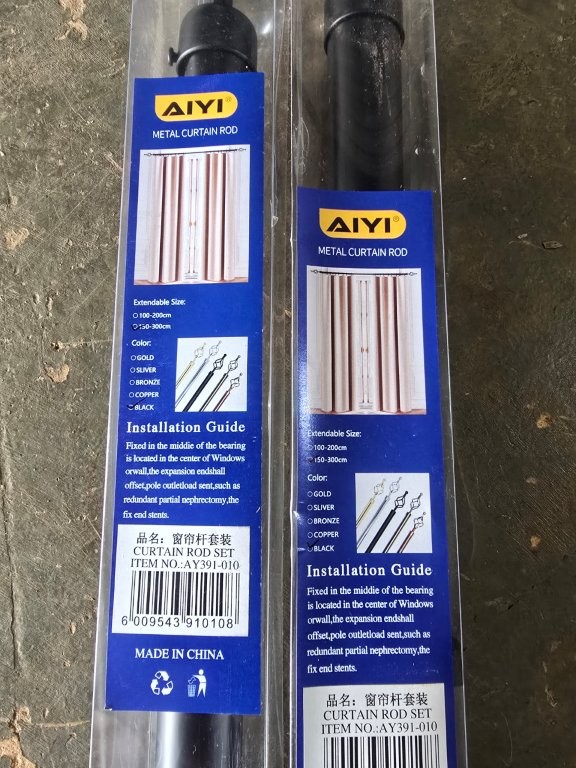 AIYI®
METAL CURTAIN ROD
Extendable Size:
100-200cm
150-300cm
Color:
GOLD
SLIVER
BRONZE
COPPER
BLACK
Installation Guide
Fixed in the middie of the bearing
is located in the center of Windows
orwall,the expansion endshall
offset,pole outletload sent,such as
redundant partial nephrectomy,the
fix end stents.
品名：窗帘杆套装
CURTAIN ROD SET
ITEM NO.:AY391-010
6 009543 910108
MADE IN CHINA
AIYI®
METAL CURTAIN ROD
Extendable Size:
100-200cm
150-300cm
Color:
GOLD
SLIVER
BRONZE
COPPER
BLACK
Installation Guide
Fixed in the middie of the bearing
is located in the center of Windows
orwall,the expansion endshall
offset,pole outletload sent,such as
redundant partial nephrectomy,the
fix end stents.
品名：窗帘杆套装
CURTAIN ROD SET
ITEM NO.:AY391-010